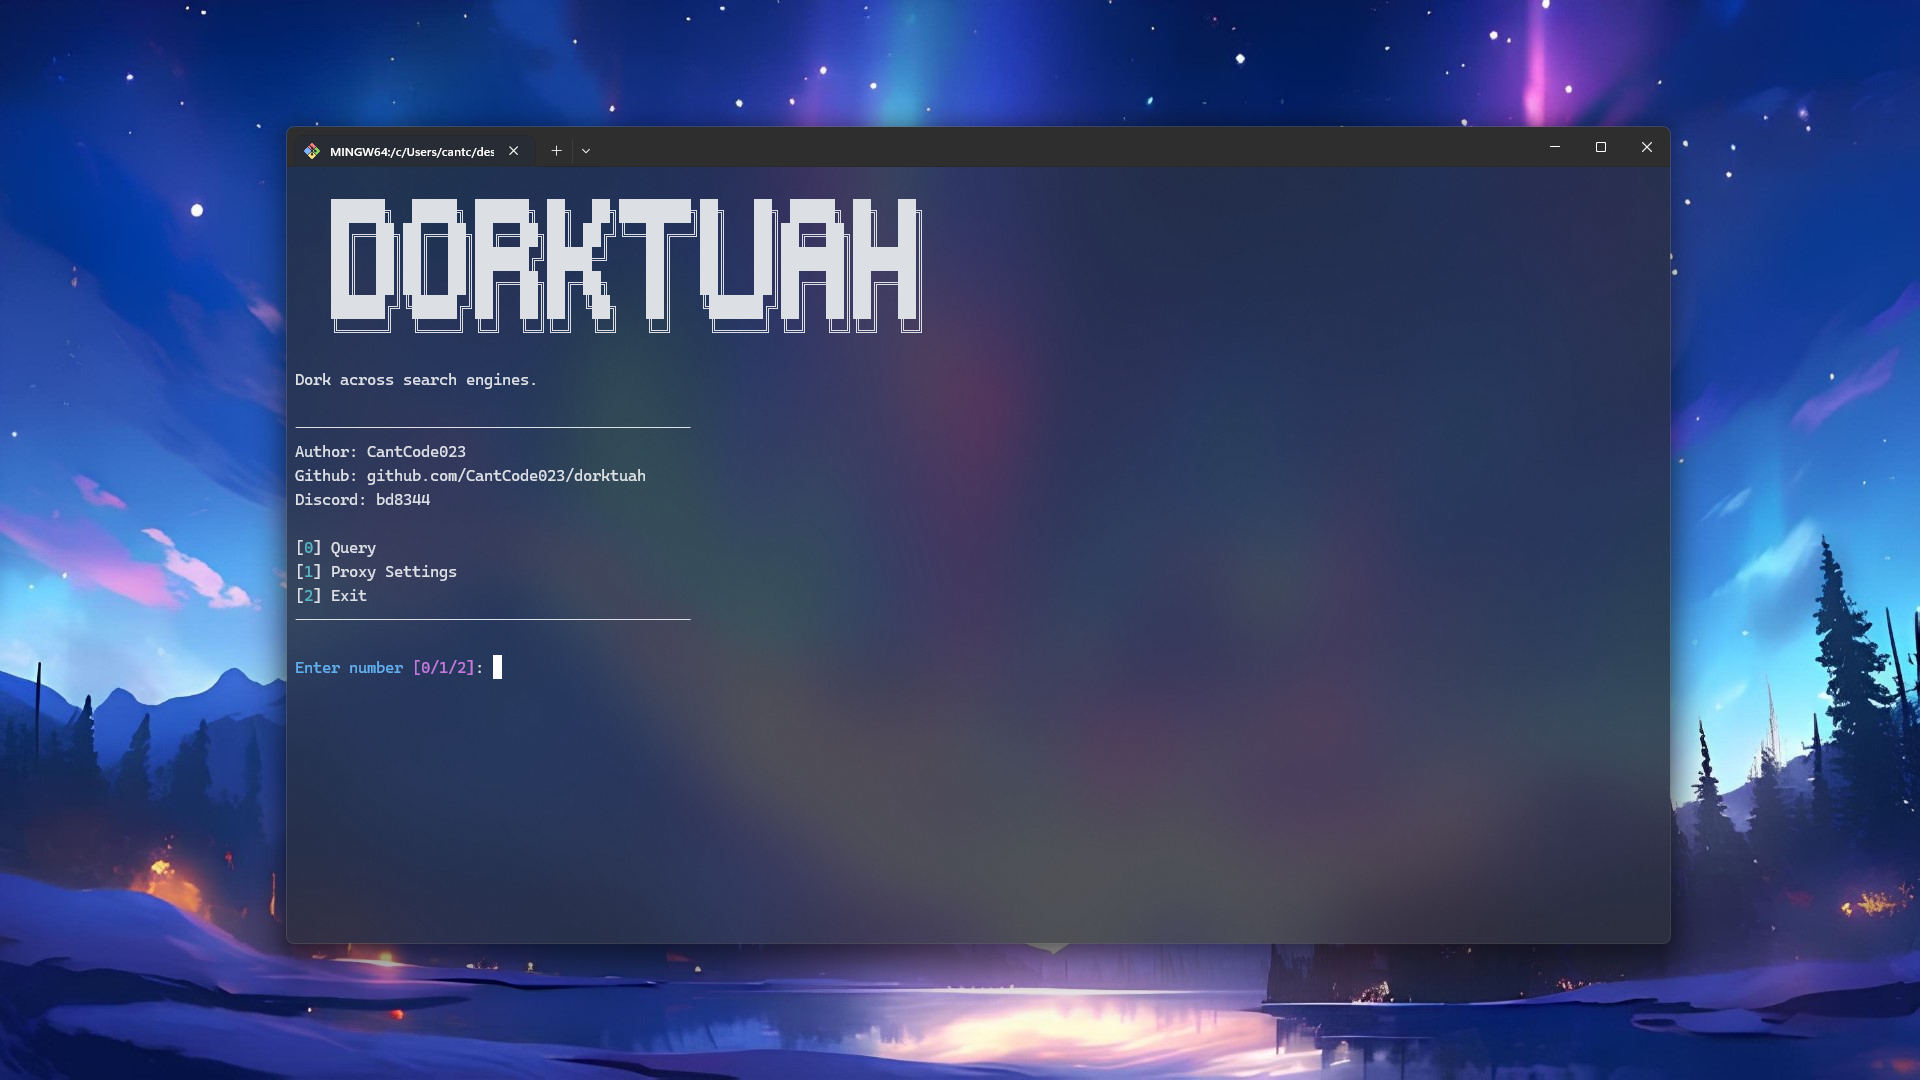 MINGW64:/c/Users/cantc/des
DORKTUAH
Dork across search engines.
Author: CantCode023
Github: github.com/CantCode023/dorktuah
Discord: bd8344
[0] Query
[1] Proxy Settings
[2] Exit
Enter number [0/1/2]: